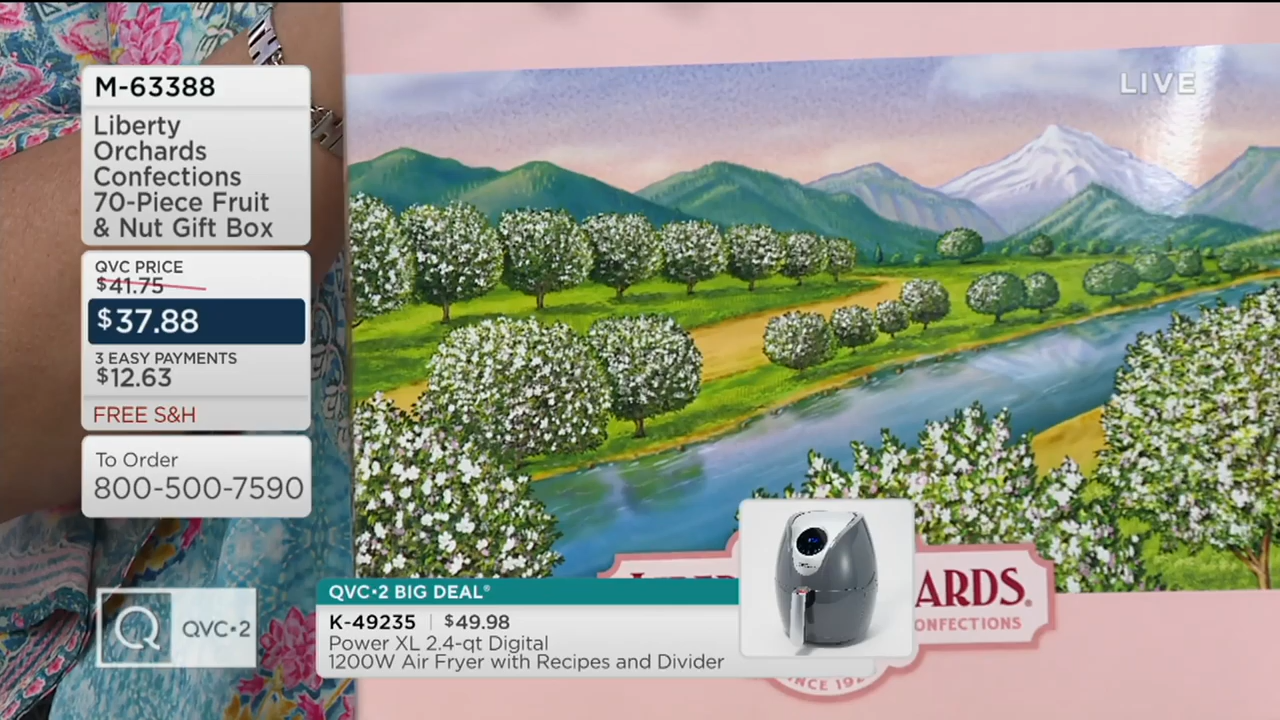 M-63388
Liberty
Orchards
Confections
70-Piece Fruit
& Nut Gift Box
QVC PRICE
$41.75
$37.88
3 EASY PAYMENTS
$12.63
FREE S&H
To Order
800-500-7590
QVC•2
LIVE
QVC•2 BIG DEAL®
K-49235 | $49.98
Power XL 2.4-qt Digital
1200W Air Fryer with Recipes and Divider
ARDS.
ONFECTIONS